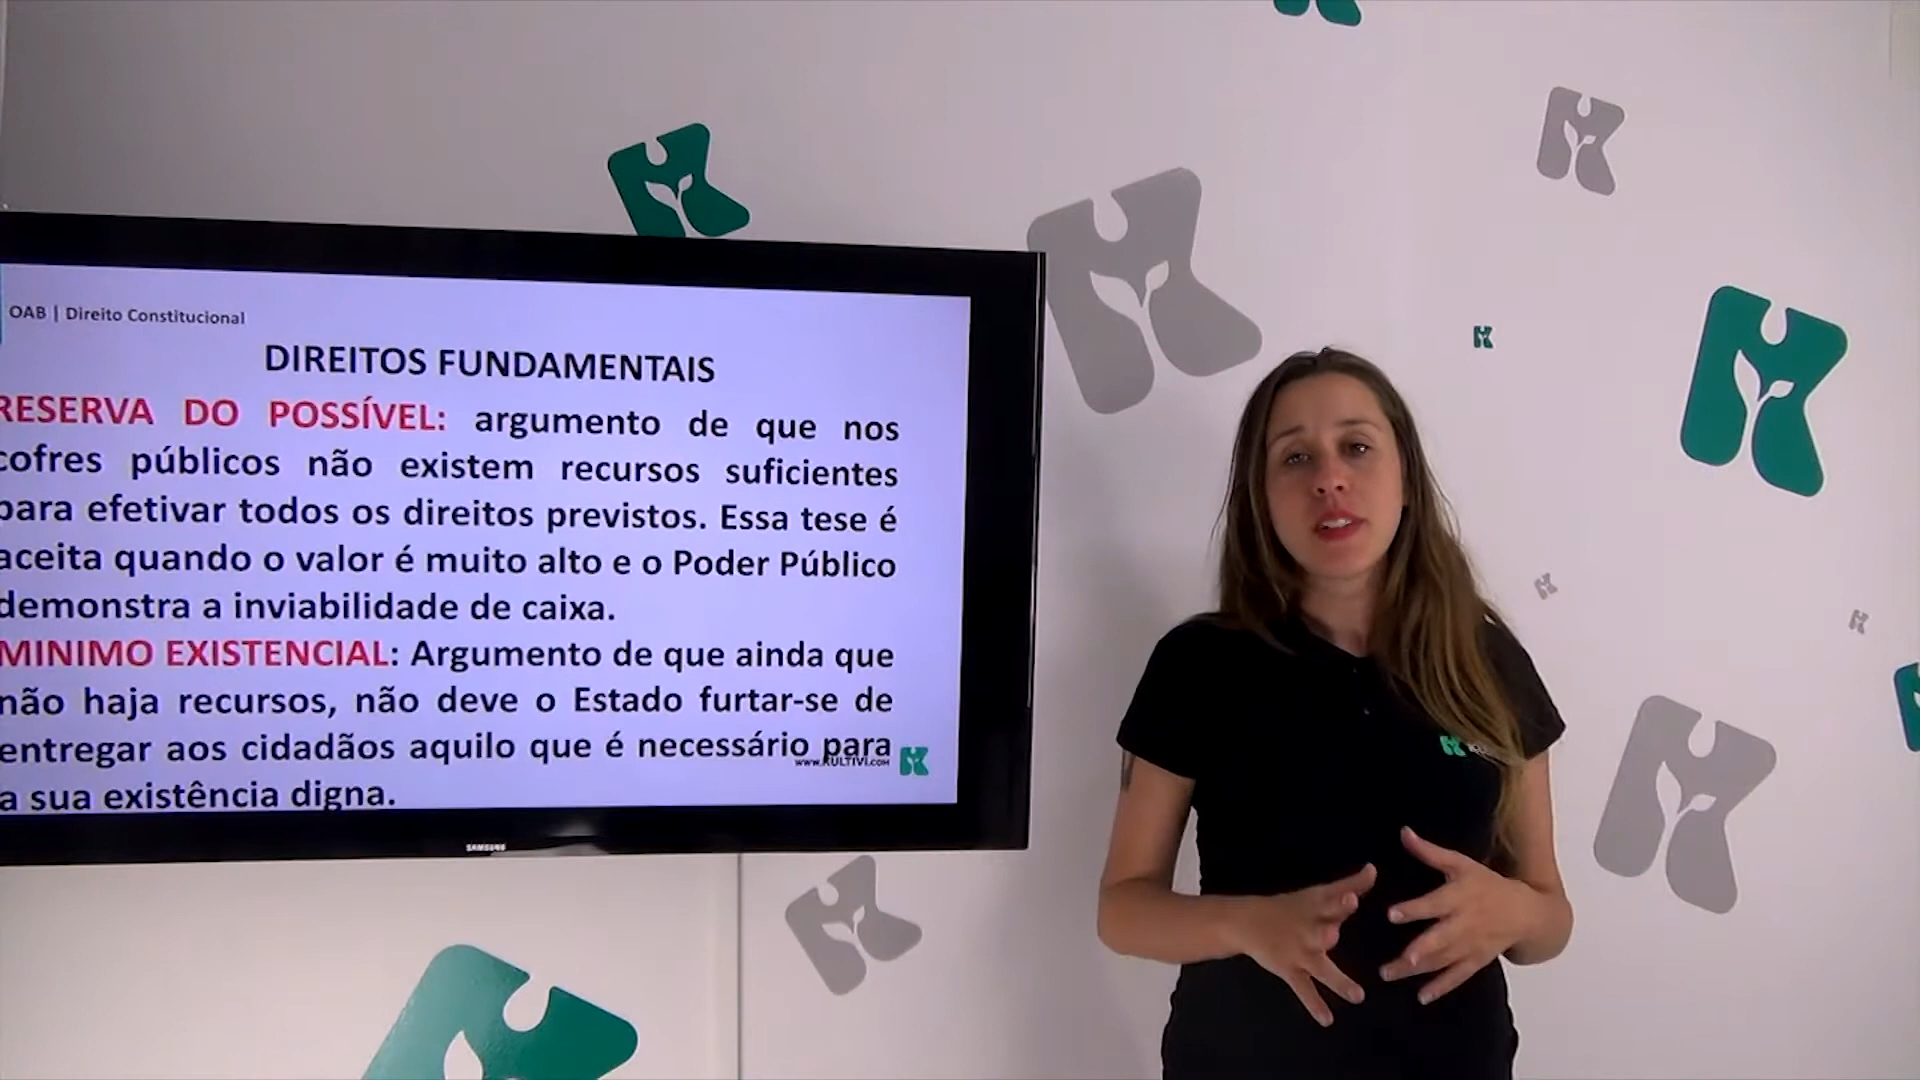 OAB | Direito Constitucional
DIREITOS FUNDAMENTAIS
RESERVA DO POSSÍVEL: argumento de que nos
cofres públicos não existem recursos suficientes
para efetivar todos os direitos previstos. Essa tese é
aceita quando o valor é muito alto e o Poder Público
demonstra a inviabilidade de caixa.
MINIMO EXISTENCIAL: Argumento de que ainda que
não haja recursos, não deve o Estado furtar-se de
entregar aos cidadãos aquilo que é necessário para
a sua existência digna.
www.KULTIVI.COM
SAMSUNG